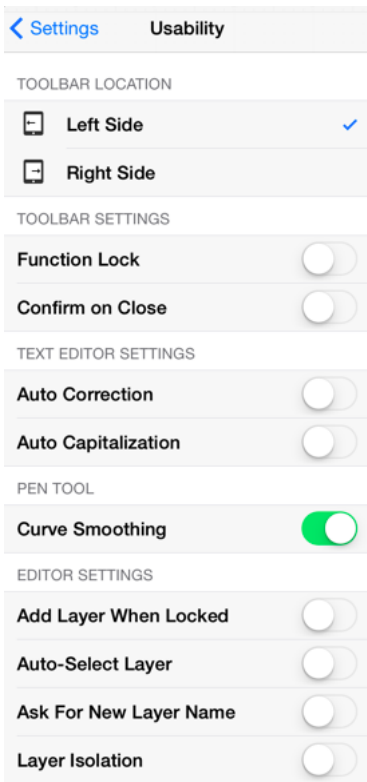 Settings Usability
TOOLBAR LOCATION
Left Side
Right Side
TOOLBAR SETTINGS
Function Lock
Confirm on Close
TEXT EDITOR SETTINGS
Auto Correction
Auto Capitalization
PEN TOOL
Curve Smoothing
EDITOR SETTINGS
Add Layer When Locked
Auto-Select Layer
Ask For New Layer Name
Layer Isolation